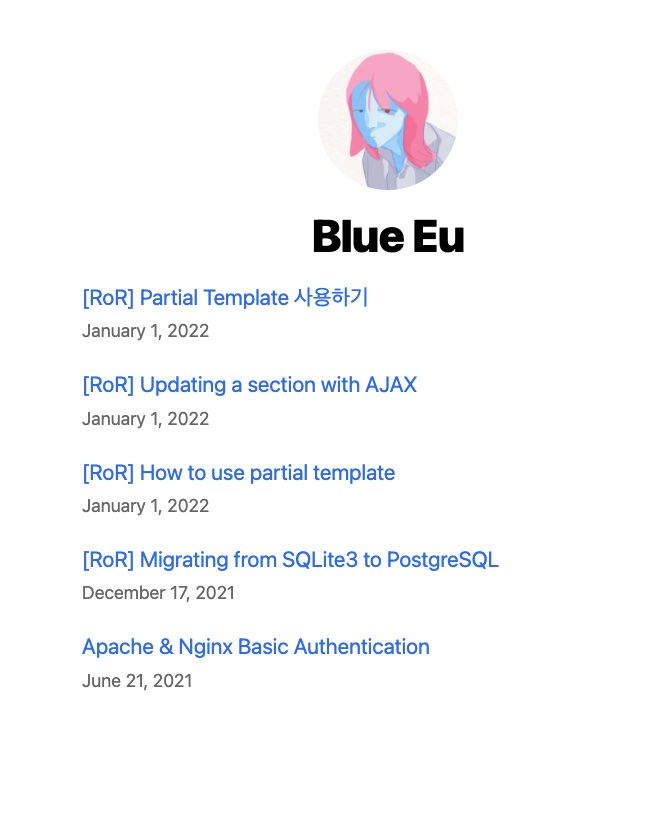 Blue Eu
[RoR] Partial Template 사용하기
January 1, 2022
[RoR] Updating a section with AJAX
January 1, 2022
[RoR] How to use partial template
January 1, 2022
[RoR] Migrating from SQLite3 to PostgreSQL
December 17, 2021
Apache & Nginx Basic Authentication
June 21, 2021